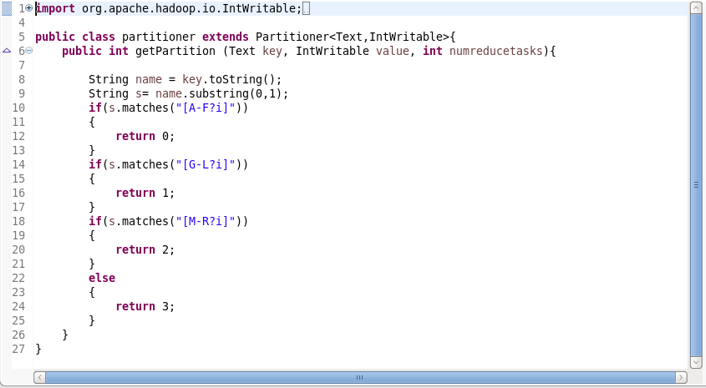 1 import org.apache.hadoop.io.IntWritable;
4
5 public class partitioner extends Partitioner<Text,IntWritable>{
6     public int getPartition (Text key, IntWritable value, int numreducetasks){
7
8         String name = key.toString();
9         String s= name.substring(0,1);
10         if(s.matches("[A-F?i]"))
11         {
12             return 0;
13         }
14         if(s.matches("[G-L?i]"))
15         {
16             return 1;
17         }
18         if(s.matches("[M-R?i]"))
19         {
20             return 2;
21         }
22         else
23         {
24             return 3;
25         }
26     }
27 }